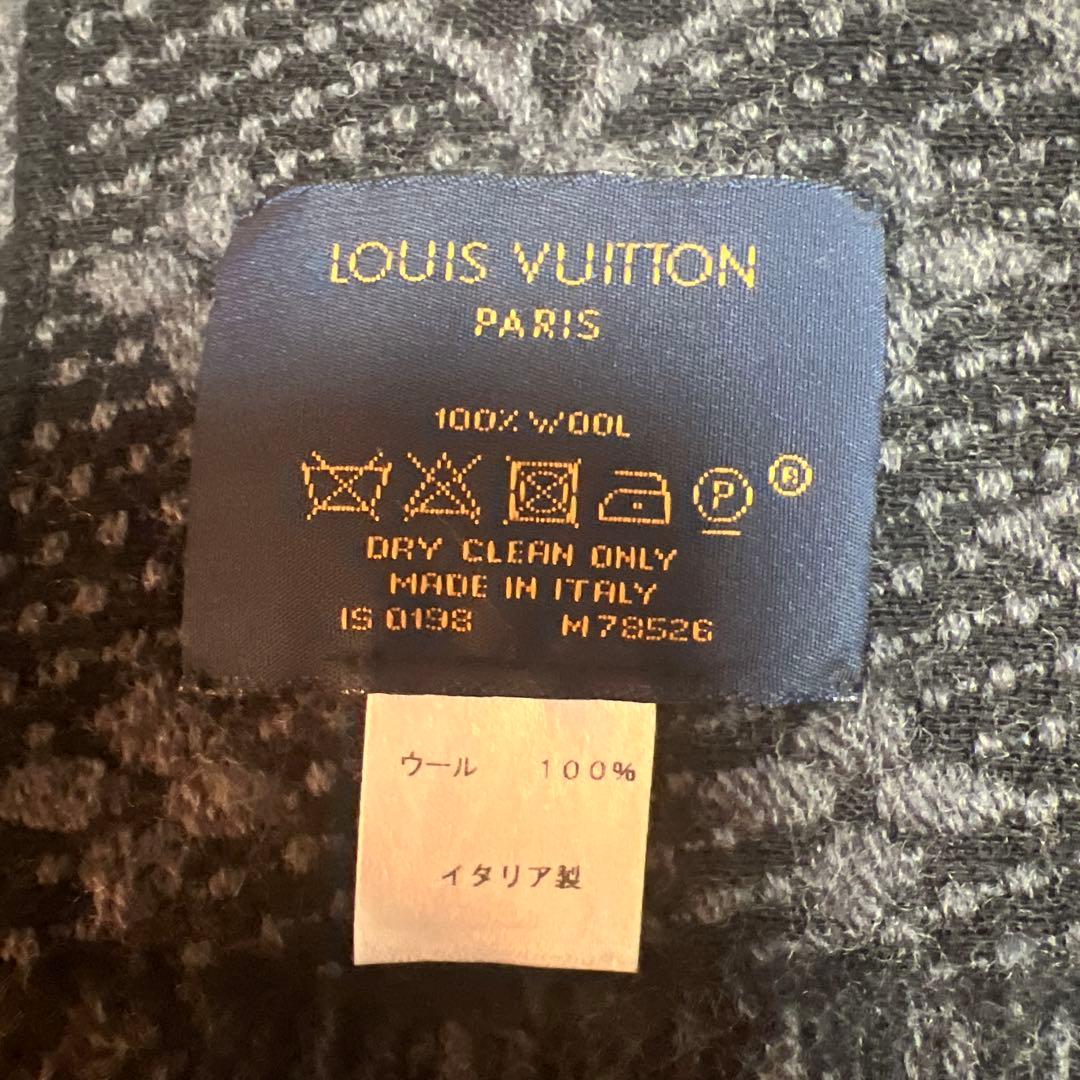 LOUIS VUITTON
PARIS
100% WOOL
P ®
DRY CLEAN ONLY
MADE IN ITALY
IS 0198 M78526
ウール 100%
イタリア製